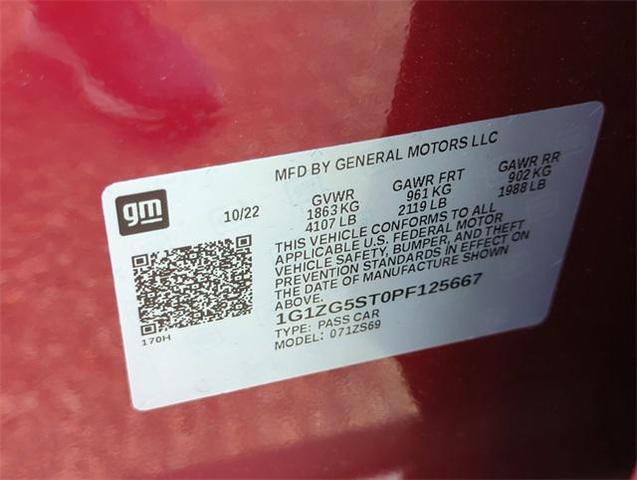 MFD BY GENERAL MOTORS LLC
gm
10/22
GVWR GAWR FRT GAWR RR
1863 KG 961 KG 902 KG
4107 LB 2119 LB 1988 LB
THIS VEHICLE CONFORMS TO ALL
APPLICABLE U.S. FEDERAL MOTOR
VEHICLE SAFETY, BUMPER, AND THEFT
PREVENTION STANDARDS IN EFFECT ON
THE DATE OF MANUFACTURE SHOWN
ABOVE.
1G1ZG5ST0PF125667
TYPE: PASS CAR
MODEL: 071ZS69
170H